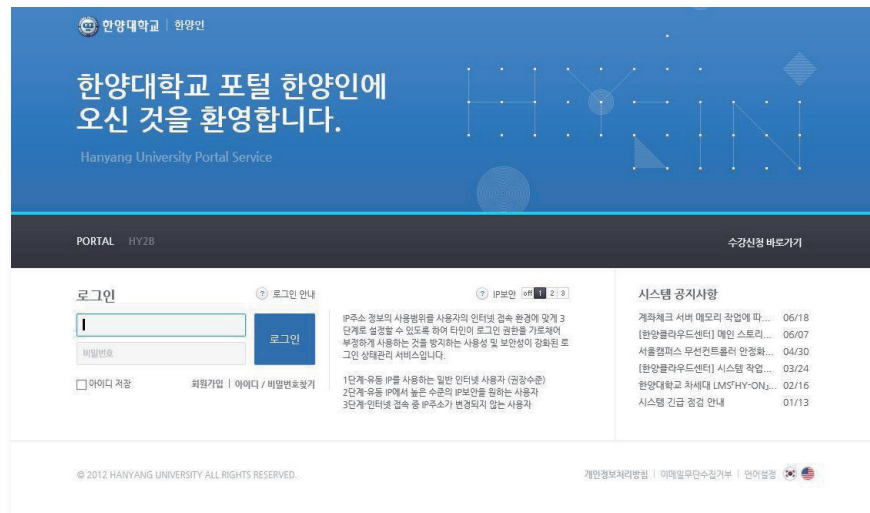 한양대학교 | 한양인
한양대학교 포털 한양인에
오신 것을 환영합니다.
Hanyang University Portal Service
PORTAL HY2B
수강신청 바로가기
로그인
? 로그인 안내
로그인
비밀번호
아이디 저장
회원가입 | 아이디 / 비밀번호찾기
? IP보안 off 1 2 3
IP주소 정보의 사용범위를 사용자의 인터넷 접속 환경에 맞게 3
단계로 설정할 수 있도록 하여 타인이 로그인 권한을 가로채어
부정하게 사용하는 것을 방지하는 사용성 및 보안성이 강화된 로
그인 상태관리 서비스입니다.
1단계-유동 IP를 사용하는 일반 인터넷 사용자 (권장수준)
2단계-유동 IP에서 높은 수준의 IP보안을 원하는 사용자
3단계-인터넷 접속 중 IP주소가 변경되지 않는 사용자
시스템 공지사항
계좌체크 서버 메모리 작업에 따... 06/18
[한양클라우드센터] 메인 스토리... 06/07
서울캠퍼스 무선컨트롤러 안정화... 04/30
[한양클라우드센터] 시스템 작업... 03/24
한양대학교 차세대 LMS「HY-ON」... 02/16
시스템 긴급 점검 안내 01/13
© 2012 HANYANG UNIVERSITY ALL RIGHTS RESERVED.
개인정보처리방침 | 이메일무단수집거부 | 언어설정